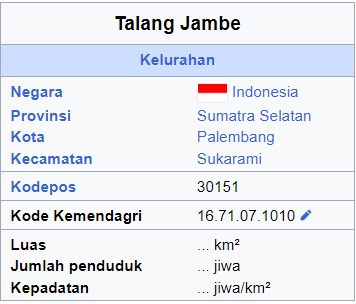 Talang Jambe
Kelurahan
Negara Indonesia
Provinsi Sumatra Selatan
Kota Palembang
Kecamatan Sukarami
Kodepos 30151
Kode Kemendagri 16.71.07.1010
Luas ... km²
Jumlah penduduk ... jiwa
Kepadatan ... jiwa/km²